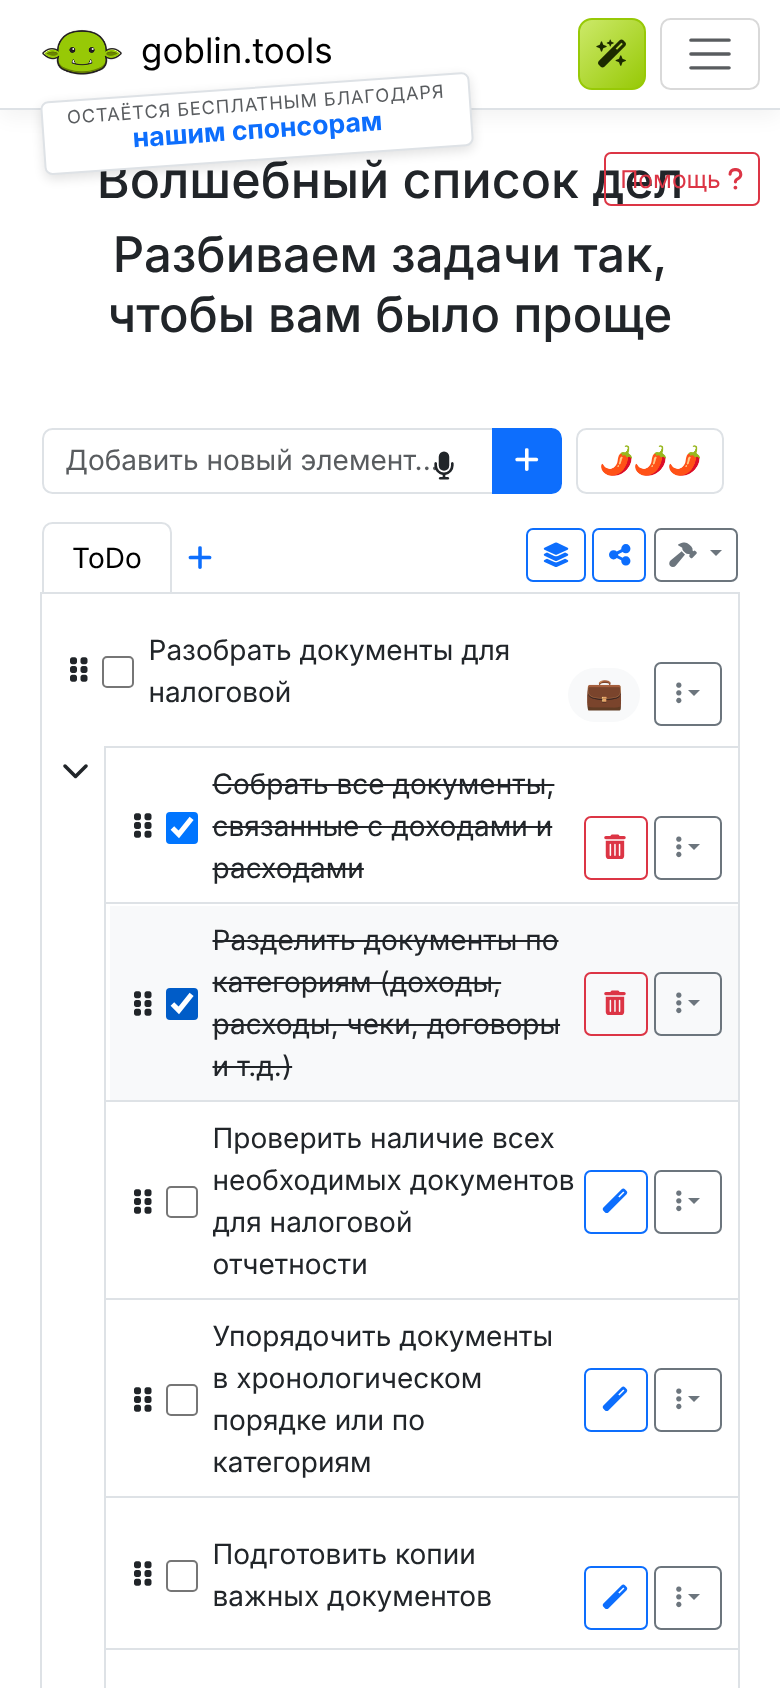 goblin.tools
ОСТАЁТСЯ БЕСПЛАТНЫМ БЛАГОДАРЯ
нашим спонсорам
Волшебный список дел
Помощь ?
Разбиваем задачи так,
чтобы вам было проще
Добавить новый элемент...
ToDo
Разобрать документы для
налоговой
Собрать все документы,
связанные с доходами и
расходами
Разделить документы по
категориям (доходы,
расходы, чеки, договоры
и т.д.)
Проверить наличие всех
необходимых документов
для налоговой
отчетности
Упорядочить документы
в хронологическом
порядке или по
категориям
Подготовить копии
важных документов